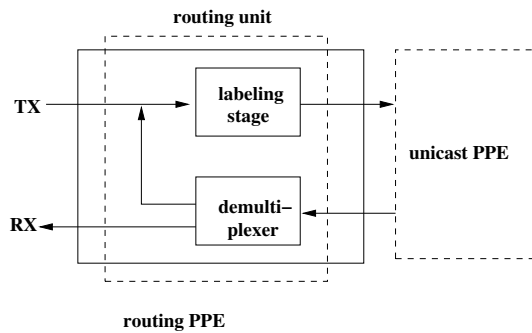 routing unit
TX
labeling
stage
unicast PPE
demulti-
plexer
RX
routing PPE